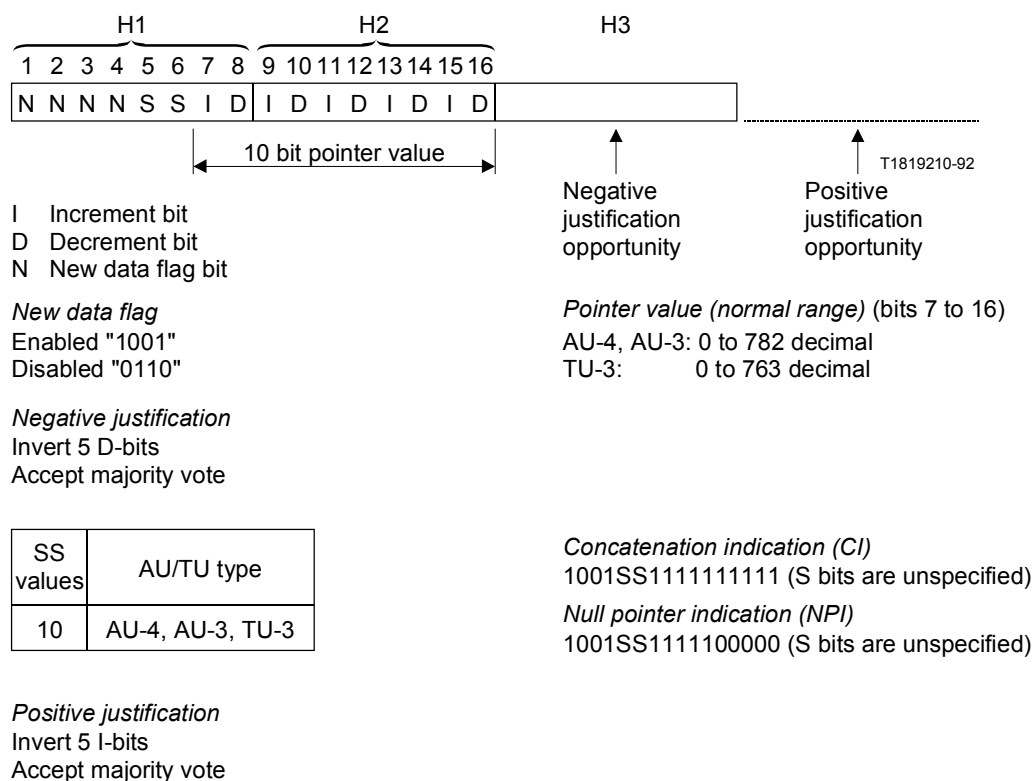 H1 H2 H3
1 2 3 4 5 6 7 8 9 10 11 12 13 14 15 16
N N N N S S I D I D I D I D I D
10 bit pointer value
T1819210-92
Negative
justification
opportunity
Positive
justification
opportunity
I Increment bit
D Decrement bit
N New data flag bit
New data flag
Enabled "1001"
Disabled "0110"
Pointer value (normal range) (bits 7 to 16)
AU-4, AU-3: 0 to 782 decimal
TU-3: 0 to 763 decimal
Negative justification
Invert 5 D-bits
Accept majority vote
SS
values
AU/TU type
10 AU-4, AU-3, TU-3
Concatenation indication (CI)
1001SS1111111111 (S bits are unspecified)
Null pointer indication (NPI)
1001SS1111100000 (S bits are unspecified)
Positive justification
Invert 5 I-bits
Accept majority vote